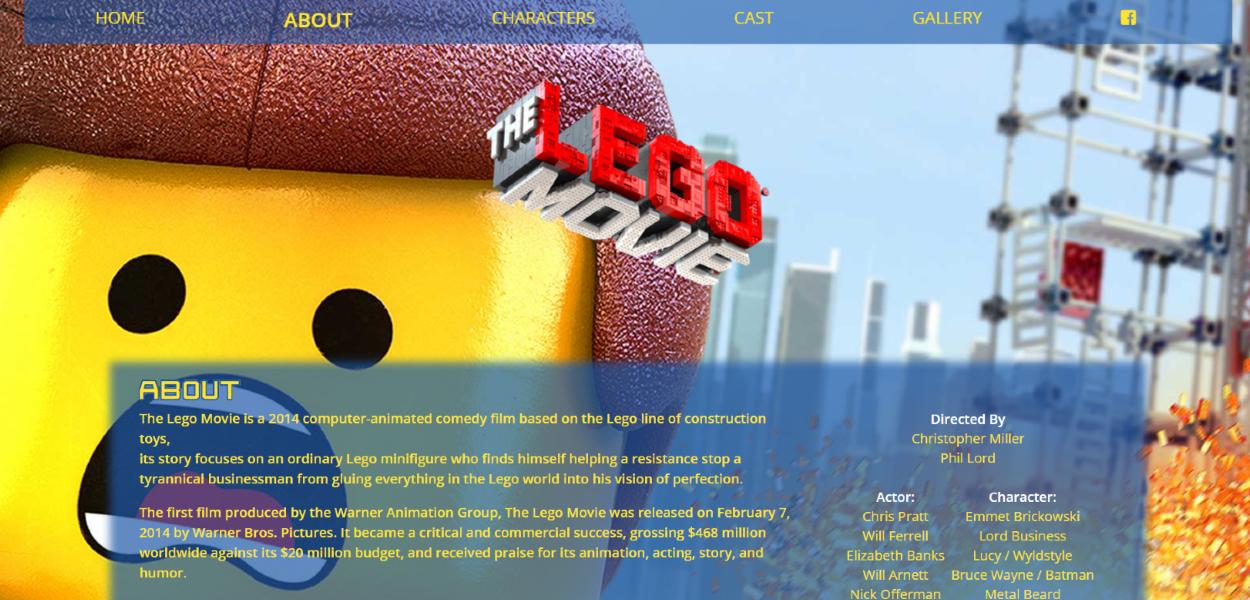 HOME ABOUT CHARACTERS CAST GALLERY
THE
LEGO
MOVIE
ABOUT
The Lego Movie is a 2014 computer-animated comedy film based on the Lego line of construction
toys,
its story focuses on an ordinary Lego minifigure who finds himself helping a resistance stop a
tyrannical businessman from gluing everything in the Lego world into his vision of perfection.
The first film produced by the Warner Animation Group, The Lego Movie was released on February 7,
2014 by Warner Bros. Pictures. It became a critical and commercial success, grossing $468 million
worldwide against its $20 million budget, and received praise for its animation, acting, story, and
humor.
Directed By
Christopher Miller
Phil Lord
Actor: Character:
Chris Pratt Emmet Brickowski
Will Ferrell Lord Business
Elizabeth Banks Lucy / Wyldstyle
Will Arnett Bruce Wayne / Batman
Nick Offerman Metal Beard